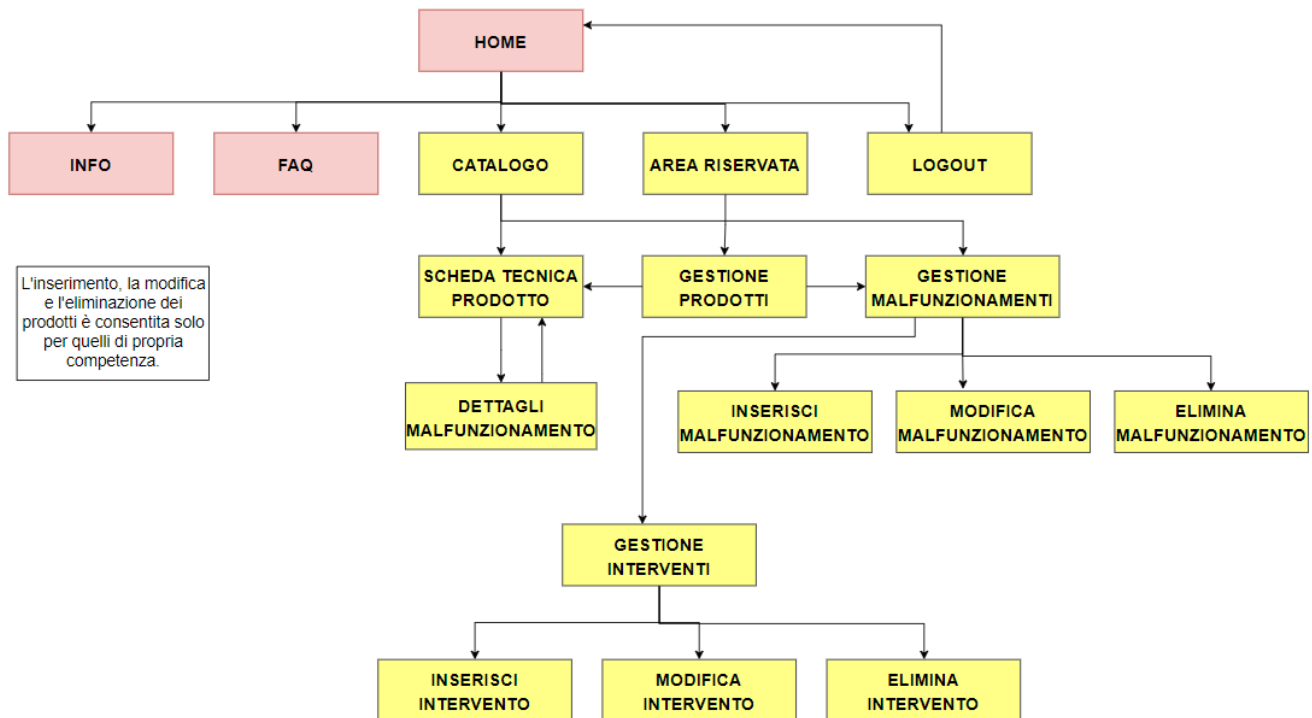 HOME
INFO
FAQ
CATALOGO
AREA RISERVATA
LOGOUT
L'inserimento, la modifica
e l'eliminazione dei
prodotti è consentita solo
per quelli di propria
competenza.
SCHEDA TECNICA
PRODOTTO
GESTIONE
PRODOTTI
GESTIONE
MALFUNZIONAMENTI
DETTAGLI
MALFUNZIONAMENTO
INSERISCI
MALFUNZIONAMENTO
MODIFICA
MALFUNZIONAMENTO
ELIMINA
MALFUNZIONAMENTO
GESTIONE
INTERVENTI
INSERISCI
INTERVENTO
MODIFICA
INTERVENTO
ELIMINA
INTERVENTO